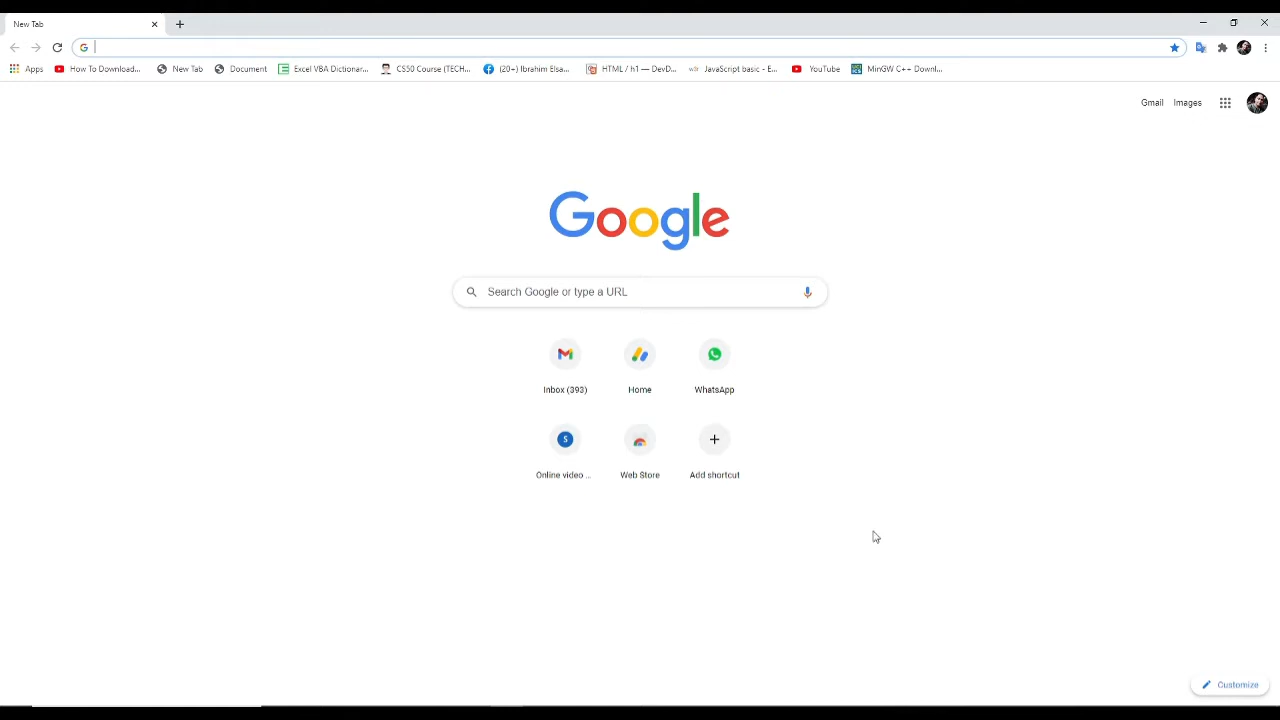 New Tab
Apps How To Download... New Tab Document Excel VBA Dictionar... CS50 Course (TECH... (20+) Ibrahim Elsa... HTML / h1 — DevD... JavaScript basic - E... YouTube MinGW C++ Downl...
Gmail Images
Google
Search Google or type a URL
Inbox (393) Home WhatsApp
S
Online video ... Web Store Add shortcut
Customize